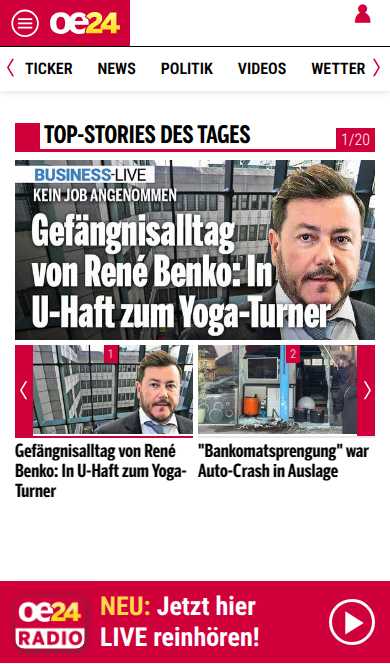 oe24
TICKER NEWS POLITIK VIDEOS WETTER
TOP-STORIES DES TAGES
1/20
BUSINESS-LIVE
KEIN JOB ANGENOMMEN
Gefängnisalltag
von René Benko: In
U-Haft zum Yoga-Turner
1
2
Gefängnisalltag von René
Benko: In U-Haft zum Yoga-
Turner
"Bankomatsprengung" war
Auto-Crash in Auslage
oe24
RADIO
NEU: Jetzt hier
LIVE reinhören!